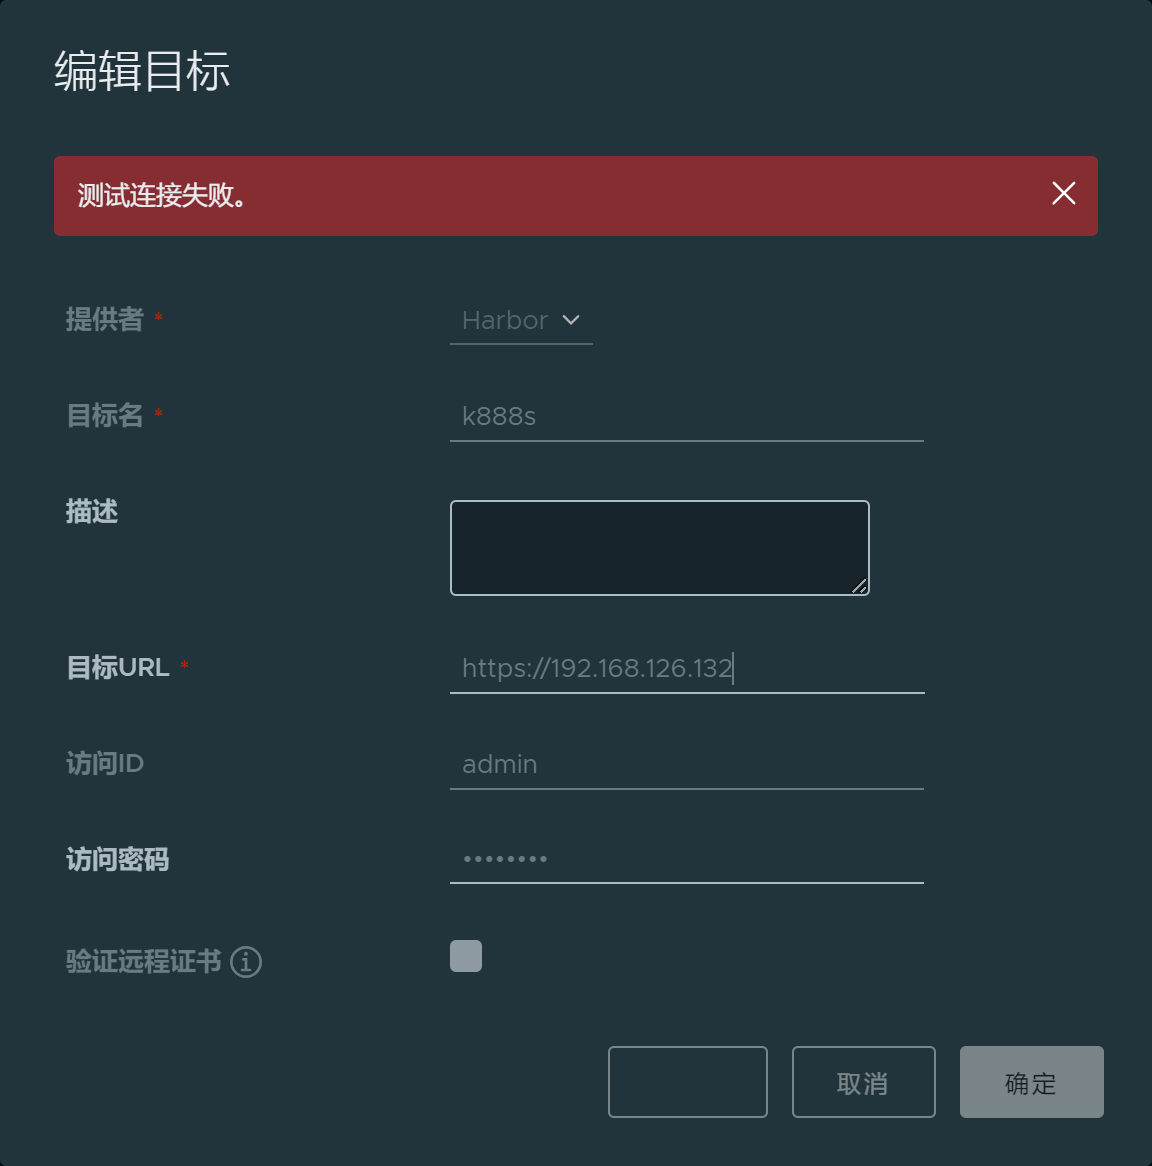 编辑目标
测试连接失败。
提供者 *
Harbor
目标名 *
k888s
描述
目标URL *
https://192.168.126.132
访问ID
admin
访问密码
••••••••
验证远程证书
取消
确定